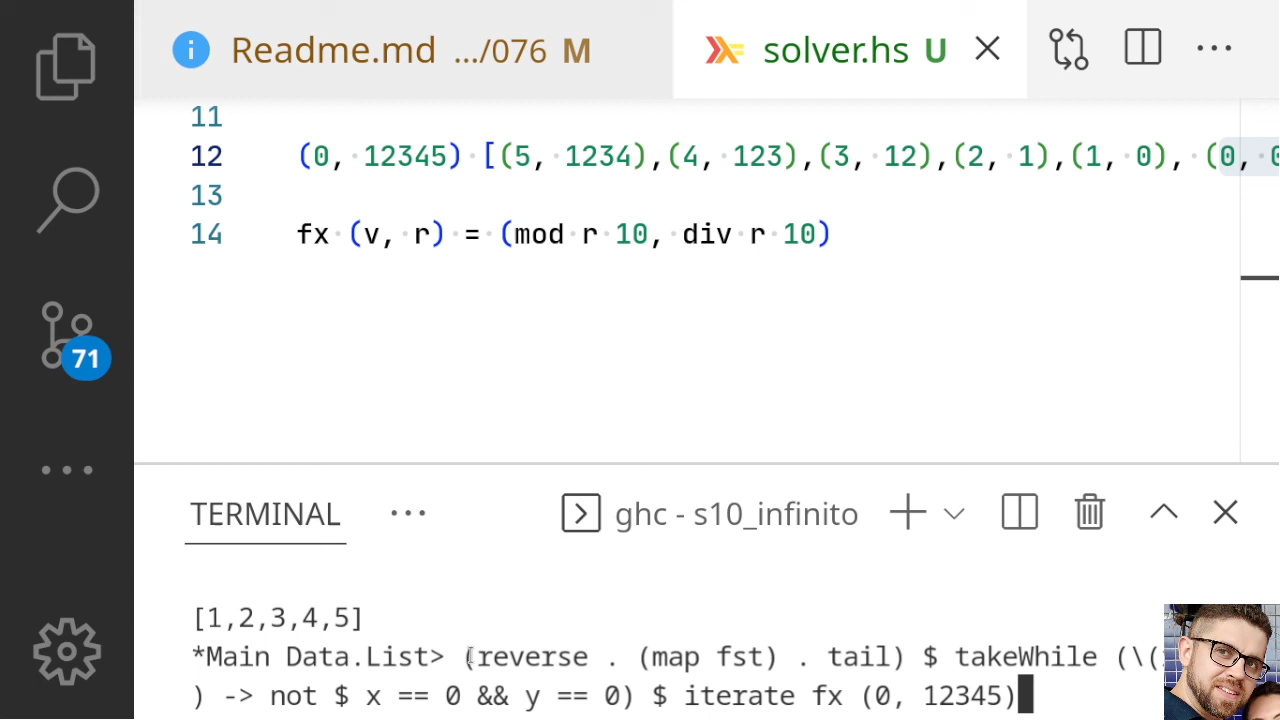 Readme.md .../076 M
solver.hs U
11
12 (0, 12345) [(5, 1234),(4, 123),(3, 12),(2, 1),(1, 0), (0, 0
13
14 fx (v, r) = (mod r 10, div r 10)
71
TERMINAL
ghc - s10_infinito
[1,2,3,4,5]
*Main Data.List> (reverse . (map fst) . tail) $ takeWhile (\(
) -> not $ x == 0 && y == 0) $ iterate fx (0, 12345)